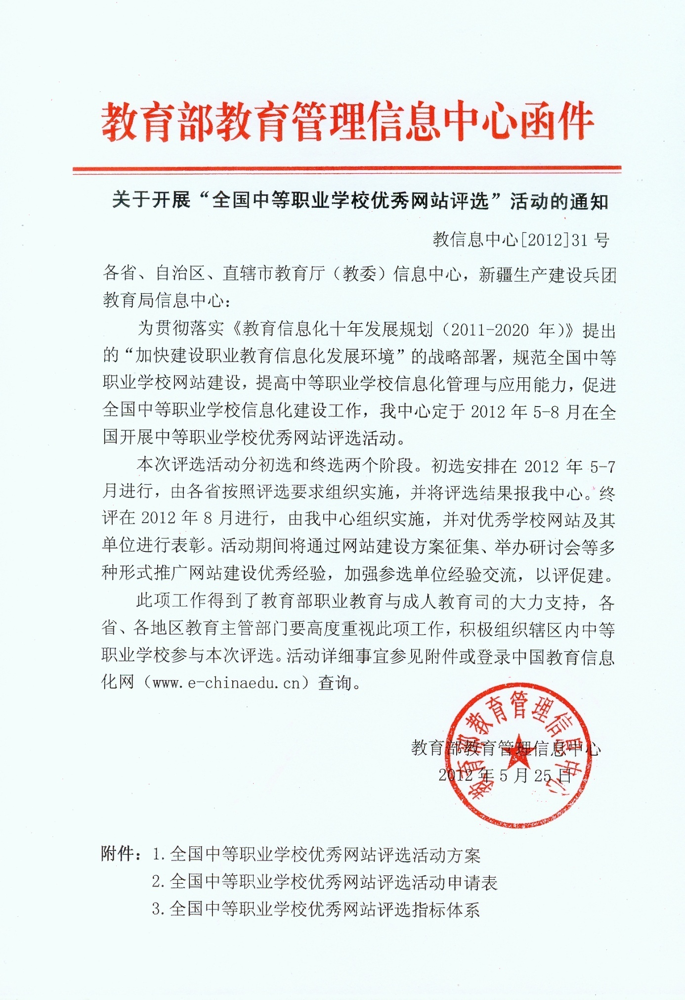 教育部教育管理信息中心函件
关于开展“全国中等职业学校优秀网站评选”活动的通知
教信息中心[2012]31 号
各省、自治区、直辖市教育厅（教委）信息中心，新疆生产建设兵团
教育局信息中心：
为贯彻落实《教育信息化十年发展规划（2011-2020 年）》提出
的“加快建设职业教育信息化发展环境”的战略部署，规范全国中等
职业学校网站建设，提高中等职业学校信息化管理与应用能力，促进
全国中等职业学校信息化建设工作，我中心定于 2012 年 5-8 月在全
国开展中等职业学校优秀网站评选活动。
本次评选活动分初选和终选两个阶段。初选安排在 2012 年 5-7
月进行，由各省按照评选要求组织实施，并将评选结果报我中心。终
评在 2012 年 8 月进行，由我中心组织实施，并对优秀学校网站及其
单位进行表彰。活动期间将通过网站建设方案征集、举办研讨会等多
种形式推广网站建设优秀经验，加强参选单位经验交流，以评促建。
此项工作得到了教育部职业教育与成人教育司的大力支持，各
省、各地区教育主管部门要高度重视此项工作，积极组织辖区内中等
职业学校参与本次评选。活动详细事宜参见附件或登录中国教育信息
化网（www.e-chinaedu.cn）查询。
教育部教育管理信息中心
教育部教育管理信息中心
2012 年 5 月 25 日
附件：1.全国中等职业学校优秀网站评选活动方案
2.全国中等职业学校优秀网站评选活动申请表
3.全国中等职业学校优秀网站评选指标体系